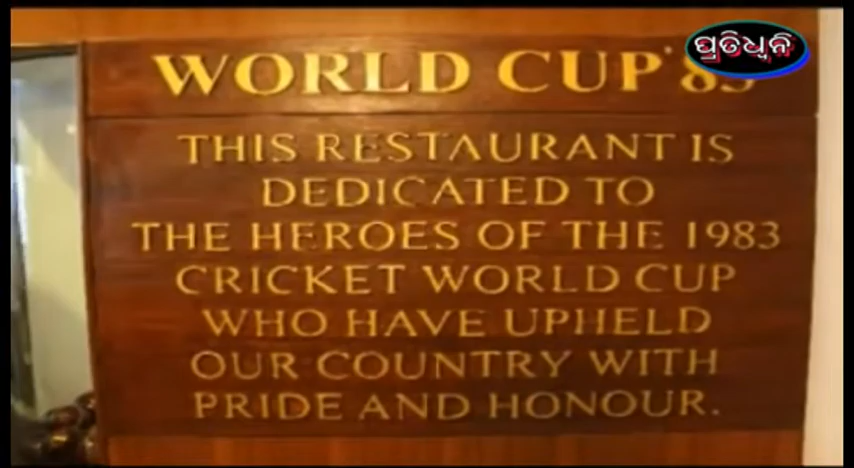 ପ୍ରତିଧ୍ୱନି
WORLD CUP'83
THIS RESTAURANT IS
DEDICATED TO
THE HEROES OF THE 1983
CRICKET WORLD CUP
WHO HAVE UPHELD
OUR COUNTRY WITH
PRIDE AND HONOUR.